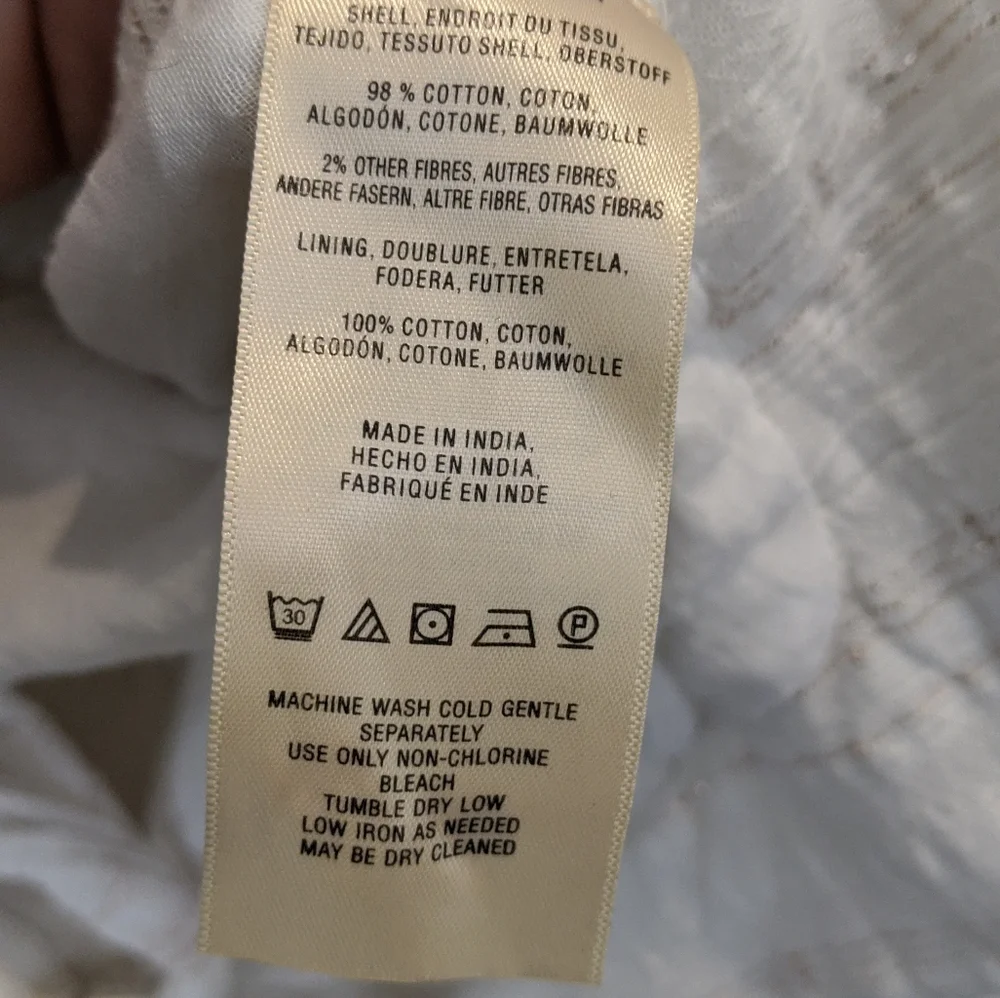 SHELL, ENDROIT DU TISSU,
TEJIDO, TESSUTO SHELL, OBERSTOFF
98 % COTTON, COTON,
ALGODÓN, COTONE, BAUMWOLLE
2% OTHER FIBRES, AUTRES FIBRES,
ANDERE FASERN, ALTRE FIBRE, OTRAS FIBRAS
LINING, DOUBLURE, ENTRETELA,
FODERA, FUTTER
100% COTTON, COTON,
ALGODÓN, COTONE, BAUMWOLLE
MADE IN INDIA,
HECHO EN INDIA,
FABRIQUÉ EN INDE
30 P
MACHINE WASH COLD GENTLE
SEPARATELY
USE ONLY NON-CHLORINE
BLEACH
TUMBLE DRY LOW
LOW IRON AS NEEDED
MAY BE DRY CLEANED